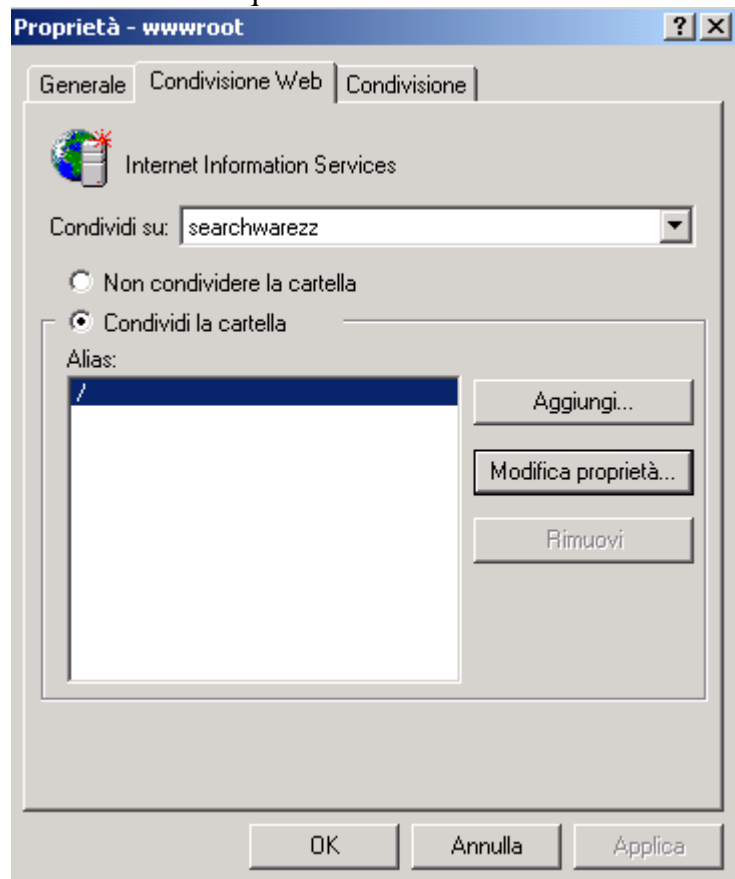 Proprietà - wwwroot
Generale Condivisione Web Condivisione
Internet Information Services
Condividi su: searchwarezz
Non condividere la cartella
Condividi la cartella
Alias:
/
Aggiungi...
Modifica proprietà...
Rimuovi
OK Annulla Applica